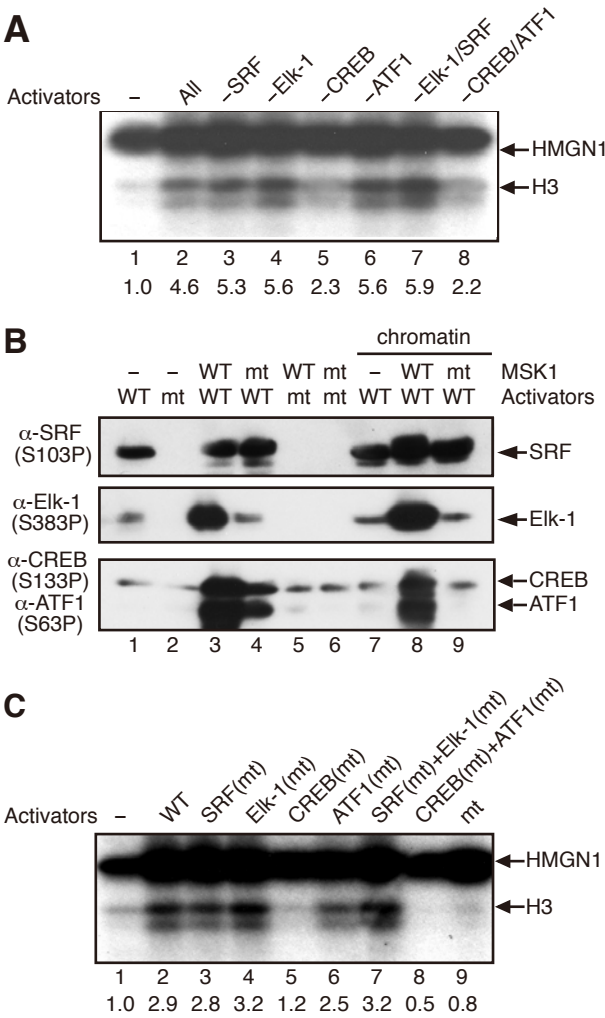 A
Activators – All –SRF –Elk-1 –CREB –ATF1 –Elk-1/SRF –CREB/ATF1
HMGN1
H3
1 2 3 4 5 6 7 8
1.0 4.6 5.3 5.6 2.3 5.6 5.9 2.2
B
chromatin
– – WT mt WT mt – WT mt MSK1
WT mt WT WT mt mt WT WT WT Activators
α-SRF
(S103P)
SRF
α-Elk-1
(S383P)
Elk-1
α-CREB
(S133P)
CREB
α-ATF1
(S63P)
ATF1
1 2 3 4 5 6 7 8 9
C
Activators – WT SRF(mt) Elk-1(mt) CREB(mt) ATF1(mt) SRF(mt)+Elk-1(mt) CREB(mt)+ATF1(mt) mt
HMGN1
H3
1 2 3 4 5 6 7 8 9
1.0 2.9 2.8 3.2 1.2 2.5 3.2 0.5 0.8